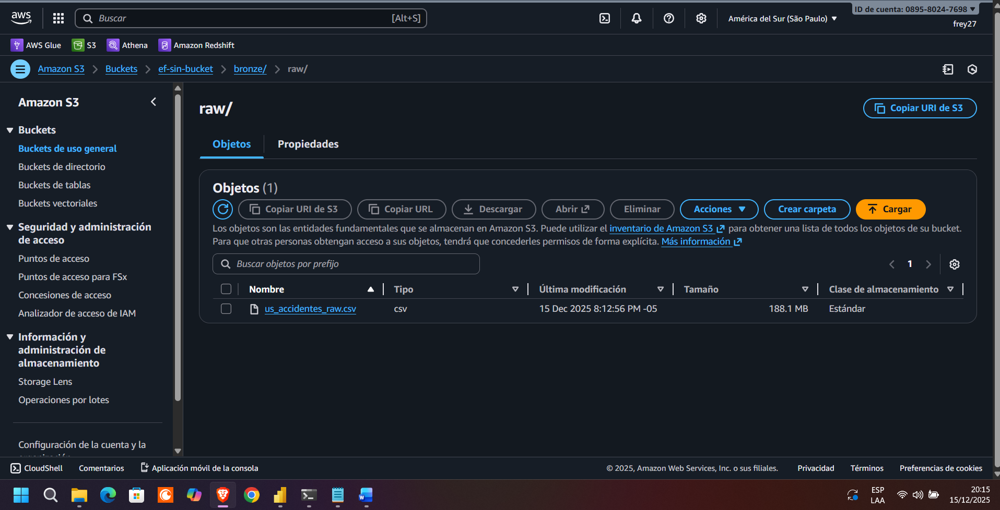 aws
Buscar
[Alt+S]
América del Sur (São Paulo)
ID de cuenta: 0895-8024-7698
frey27
AWS Glue
S3
Athena
Amazon Redshift
Amazon S3
Buckets
ef-sin-bucket
bronze/
raw/
Amazon S3
Buckets
Buckets de uso general
Buckets de directorio
Buckets de tablas
Buckets vectoriales
Seguridad y administración
de acceso
Puntos de acceso
Puntos de acceso para FSx
Concesiones de acceso
Analizador de acceso de IAM
Información y
administración de
almacenamiento
Storage Lens
Operaciones por lotes
Configuración de la cuenta y la
raw/
Copiar URI de S3
Objetos
Propiedades
Objetos (1)
Copiar URI de S3
Copiar URL
Descargar
Abrir
Eliminar
Acciones
Crear carpeta
Cargar
Los objetos son las entidades fundamentales que se almacenan en Amazon S3. Puede utilizar el inventario de Amazon S3 para obtener una lista de todos los objetos de su bucket.
Para que otras personas obtengan acceso a sus objetos, tendrá que concederles permisos de forma explícita. Más información
Buscar objetos por prefijo
1
Nombre
Tipo
Última modificación
Tamaño
Clase de almacenamiento
us_accidentes_raw.csv
csv
15 Dec 2025 8:12:56 PM -05
188.1 MB
Estándar
CloudShell
Comentarios
Aplicación móvil de la consola
© 2025, Amazon Web Services, Inc. o sus filiales.
Privacidad
Términos
Preferencias de cookies
ESP
LAA
20:15
15/12/2025